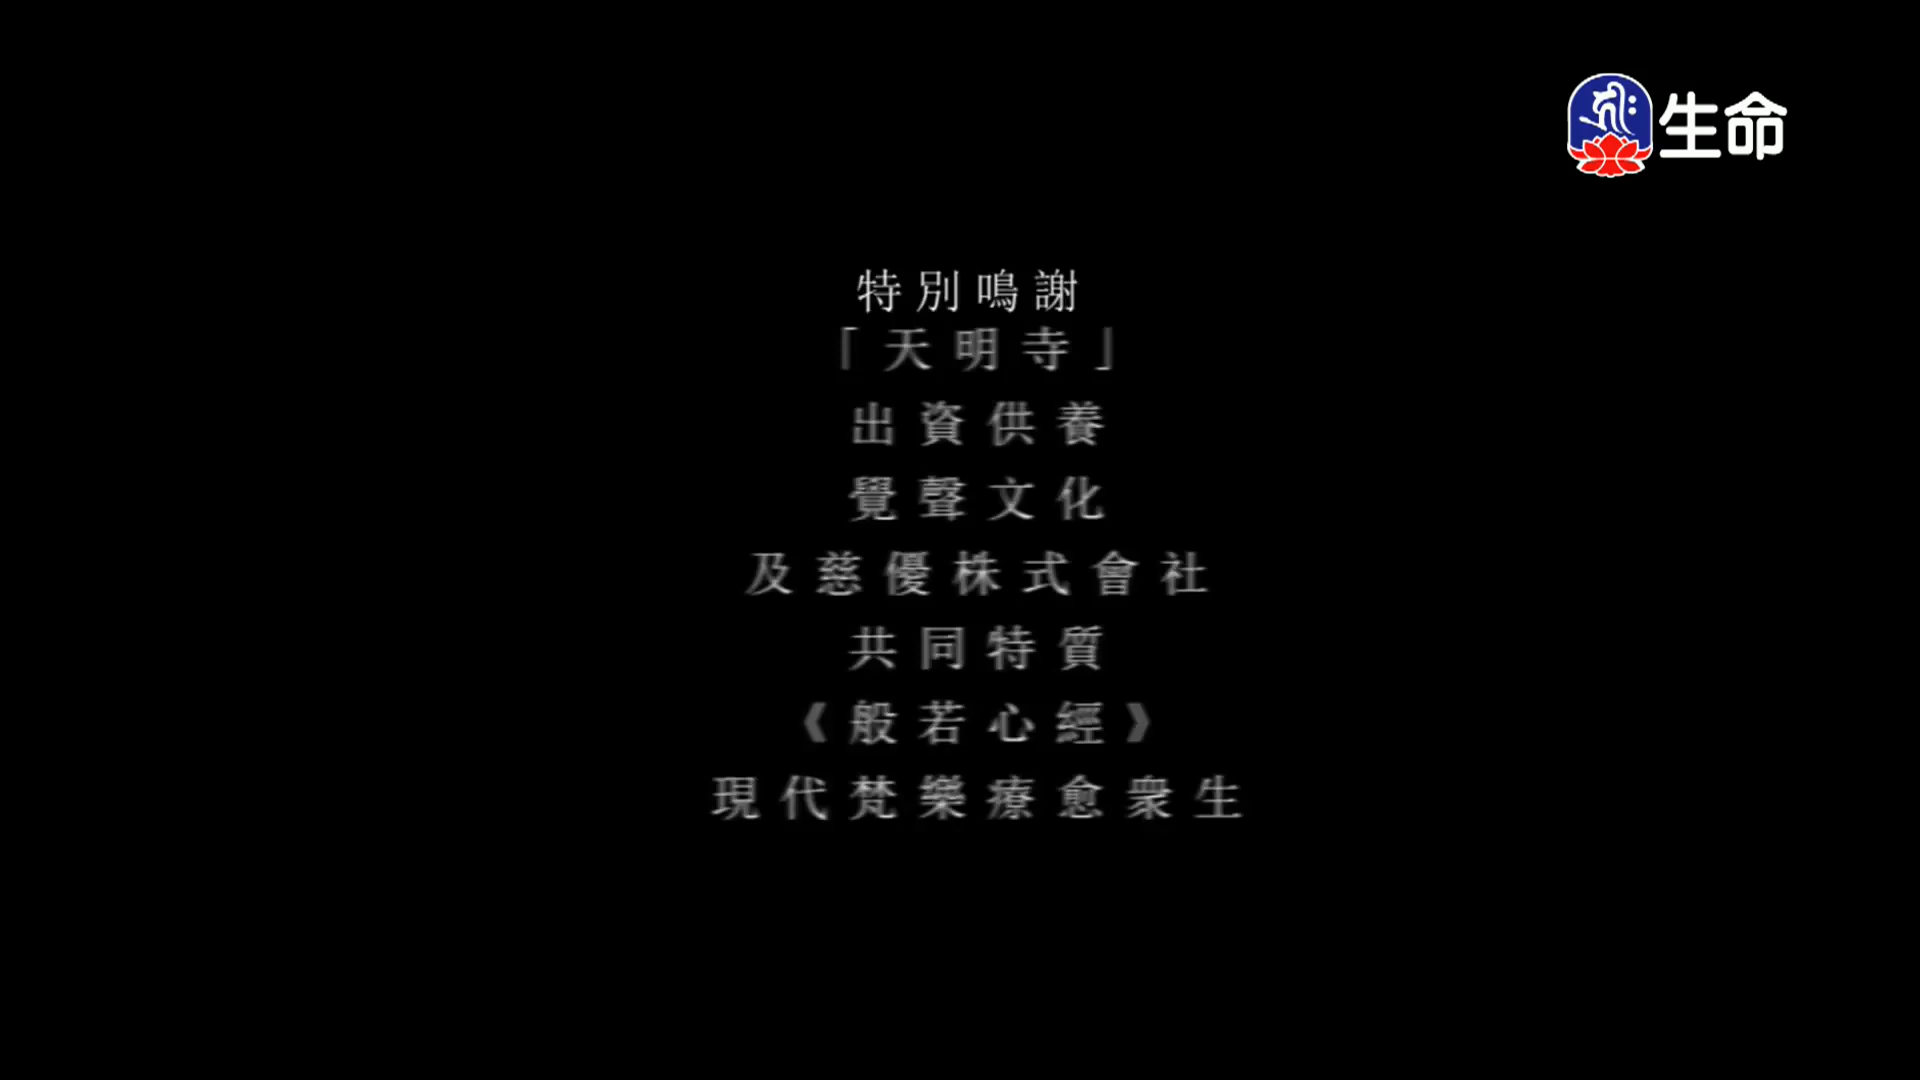 生命
特別鳴謝
「天明寺」
出資供養
覺聲文化
及慈優株式會社
共同特質
《般若心經》
現代梵樂療愈衆生